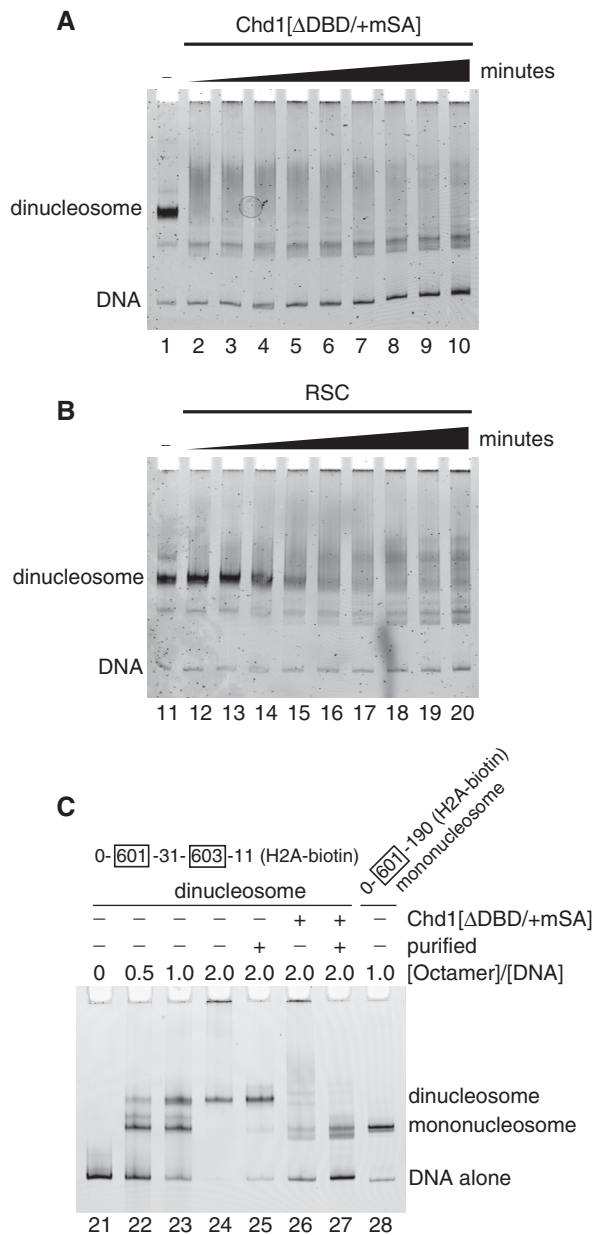 A
Chd1[ΔDBD/+mSA]
– minutes
dinucleosome
DNA
1 2 3 4 5 6 7 8 9 10
B
RSC
– minutes
dinucleosome
DNA
11 12 13 14 15 16 17 18 19 20
C
0-601-190 (H2A-biotin)
mononucleosome
0-601-31-603-11 (H2A-biotin)
dinucleosome
– – – – – + + – Chd1[ΔDBD/+mSA]
– – – – + – + – purified
0 0.5 1.0 2.0 2.0 2.0 2.0 1.0 [Octamer]/[DNA]
dinucleosome
mononucleosome
DNA alone
21 22 23 24 25 26 27 28